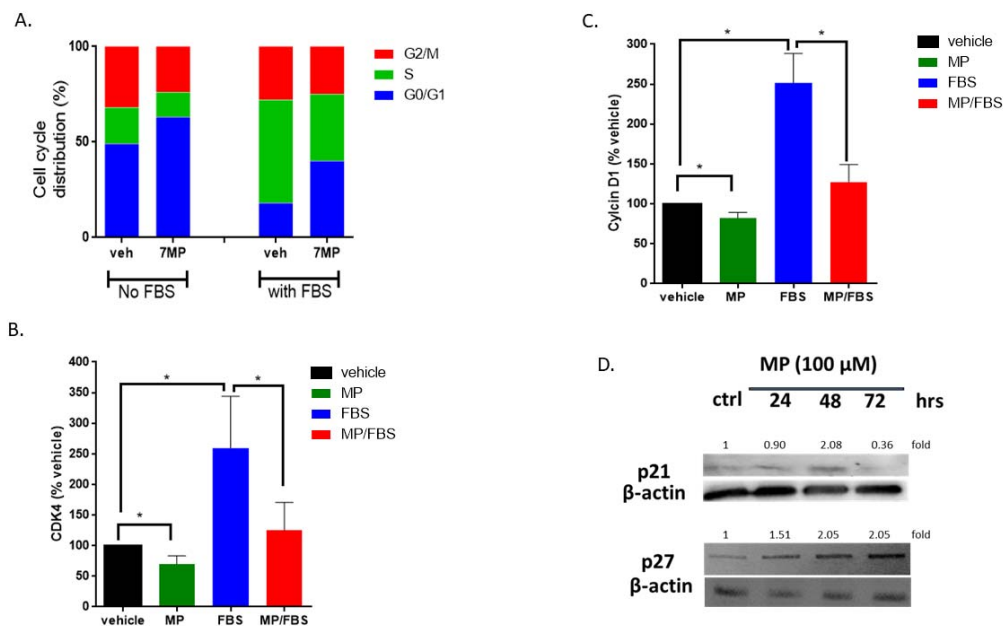 A.
100
50
0
Cell cycle
distribution (%)
G2/M
S
G0/G1
veh 7MP veh 7MP
No FBS with FBS
B.
400
350
300
250
200
150
100
50
0
CDK4 (% vehicle)
* * *
vehicle
MP
FBS
MP/FBS
vehicle MP FBS MP/FBS
C.
300
250
200
150
100
50
0
Cylcin D1 (% vehicle)
* * *
vehicle
MP
FBS
MP/FBS
vehicle MP FBS MP/FBS
D.
MP (100 μM)
ctrl 24 48 72 hrs
1 0.90 2.08 0.36 fold
p21
β-actin
1 1.51 2.05 2.05 fold
p27
β-actin